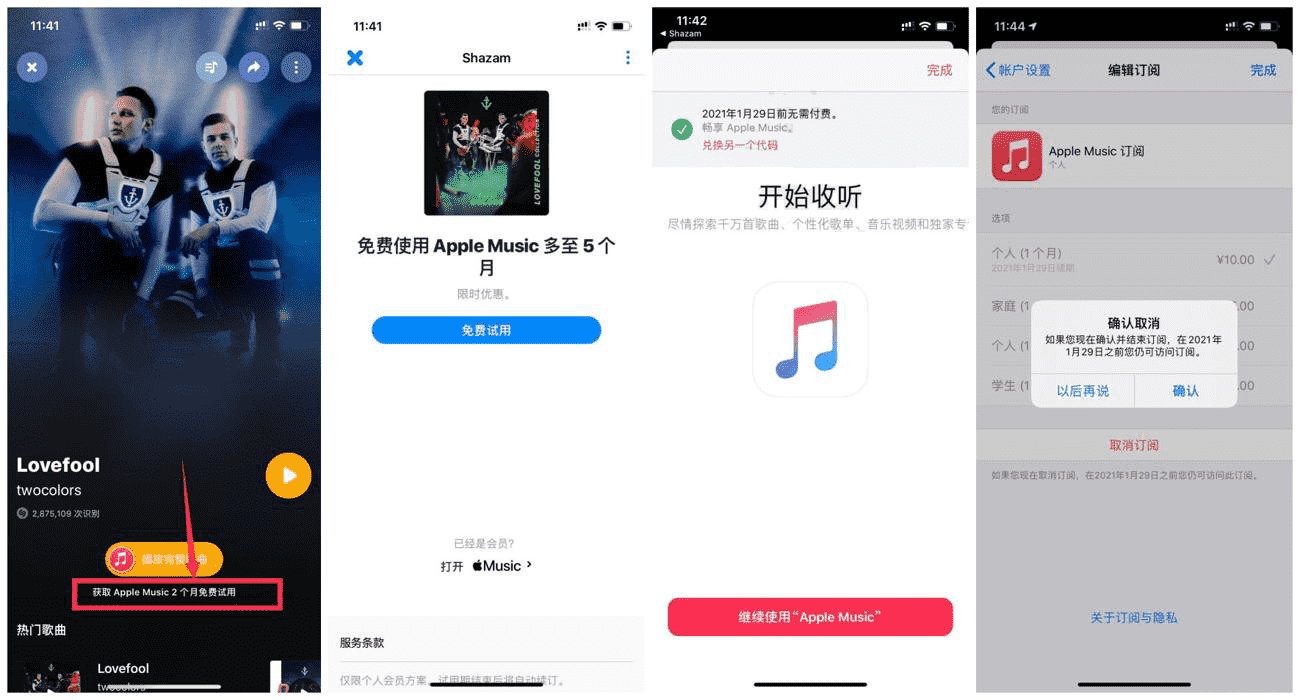 11:41
Lovefool
twocolors
2,875,109 次识别
获取 Apple Music 2 个月免费试用
热门歌曲
Lovefool
twocolors
11:41
Shazam
LOVEFOOL COLLECTION
免费使用 Apple Music 多至 5 个
月
限时优惠。
免费试用
已经是会员?
打开 Music
服务条款
仅限个人会员方案。试用期结束后将自动续订。
11:42
Shazam
完成
2021年1月29日前无需付费。
畅享 Apple Music。
兑换另一个代码
开始收听
尽情探索千万首歌曲、个性化歌单、音乐视频和独家专
继续使用“Apple Music”
11:44
帐户设置
编辑订阅
完成
您的订阅
Apple Music 订阅
个人
选项
个人 (1 个月)
¥10.00
2021年1月29日续期
家庭 (1
.00
确认取消
如果您现在确认并结束订阅，在 2021年
1月29日之前您仍可访问订阅。
个人 (1
.00
学生 (1
.00
以后再说
确认
取消订阅
如果您现在取消订阅，在2021年1月29日之前您仍可访问此订阅。
关于订阅与隐私